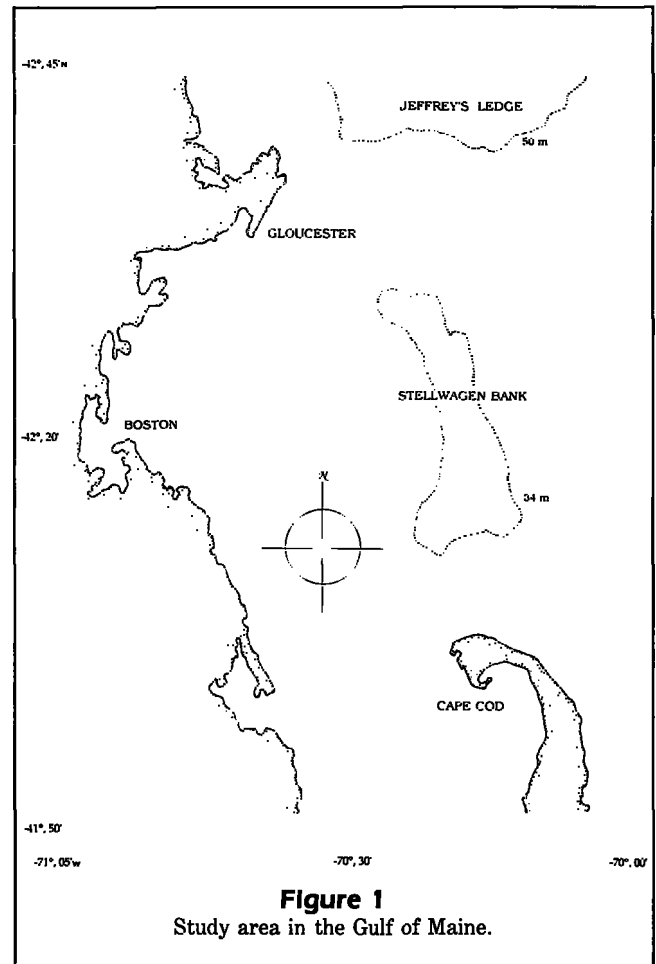 -42°, 45'N
JEFFREY'S LEDGE
50 m
GLOUCESTER
STELLWAGEN BANK
BOSTON
-42°, 20'
34 m
N
CAPE COD
-41°, 50'
-71°, 05'W -70°, 30' -70°, 00'
Figure 1
Study area in the Gulf of Maine.